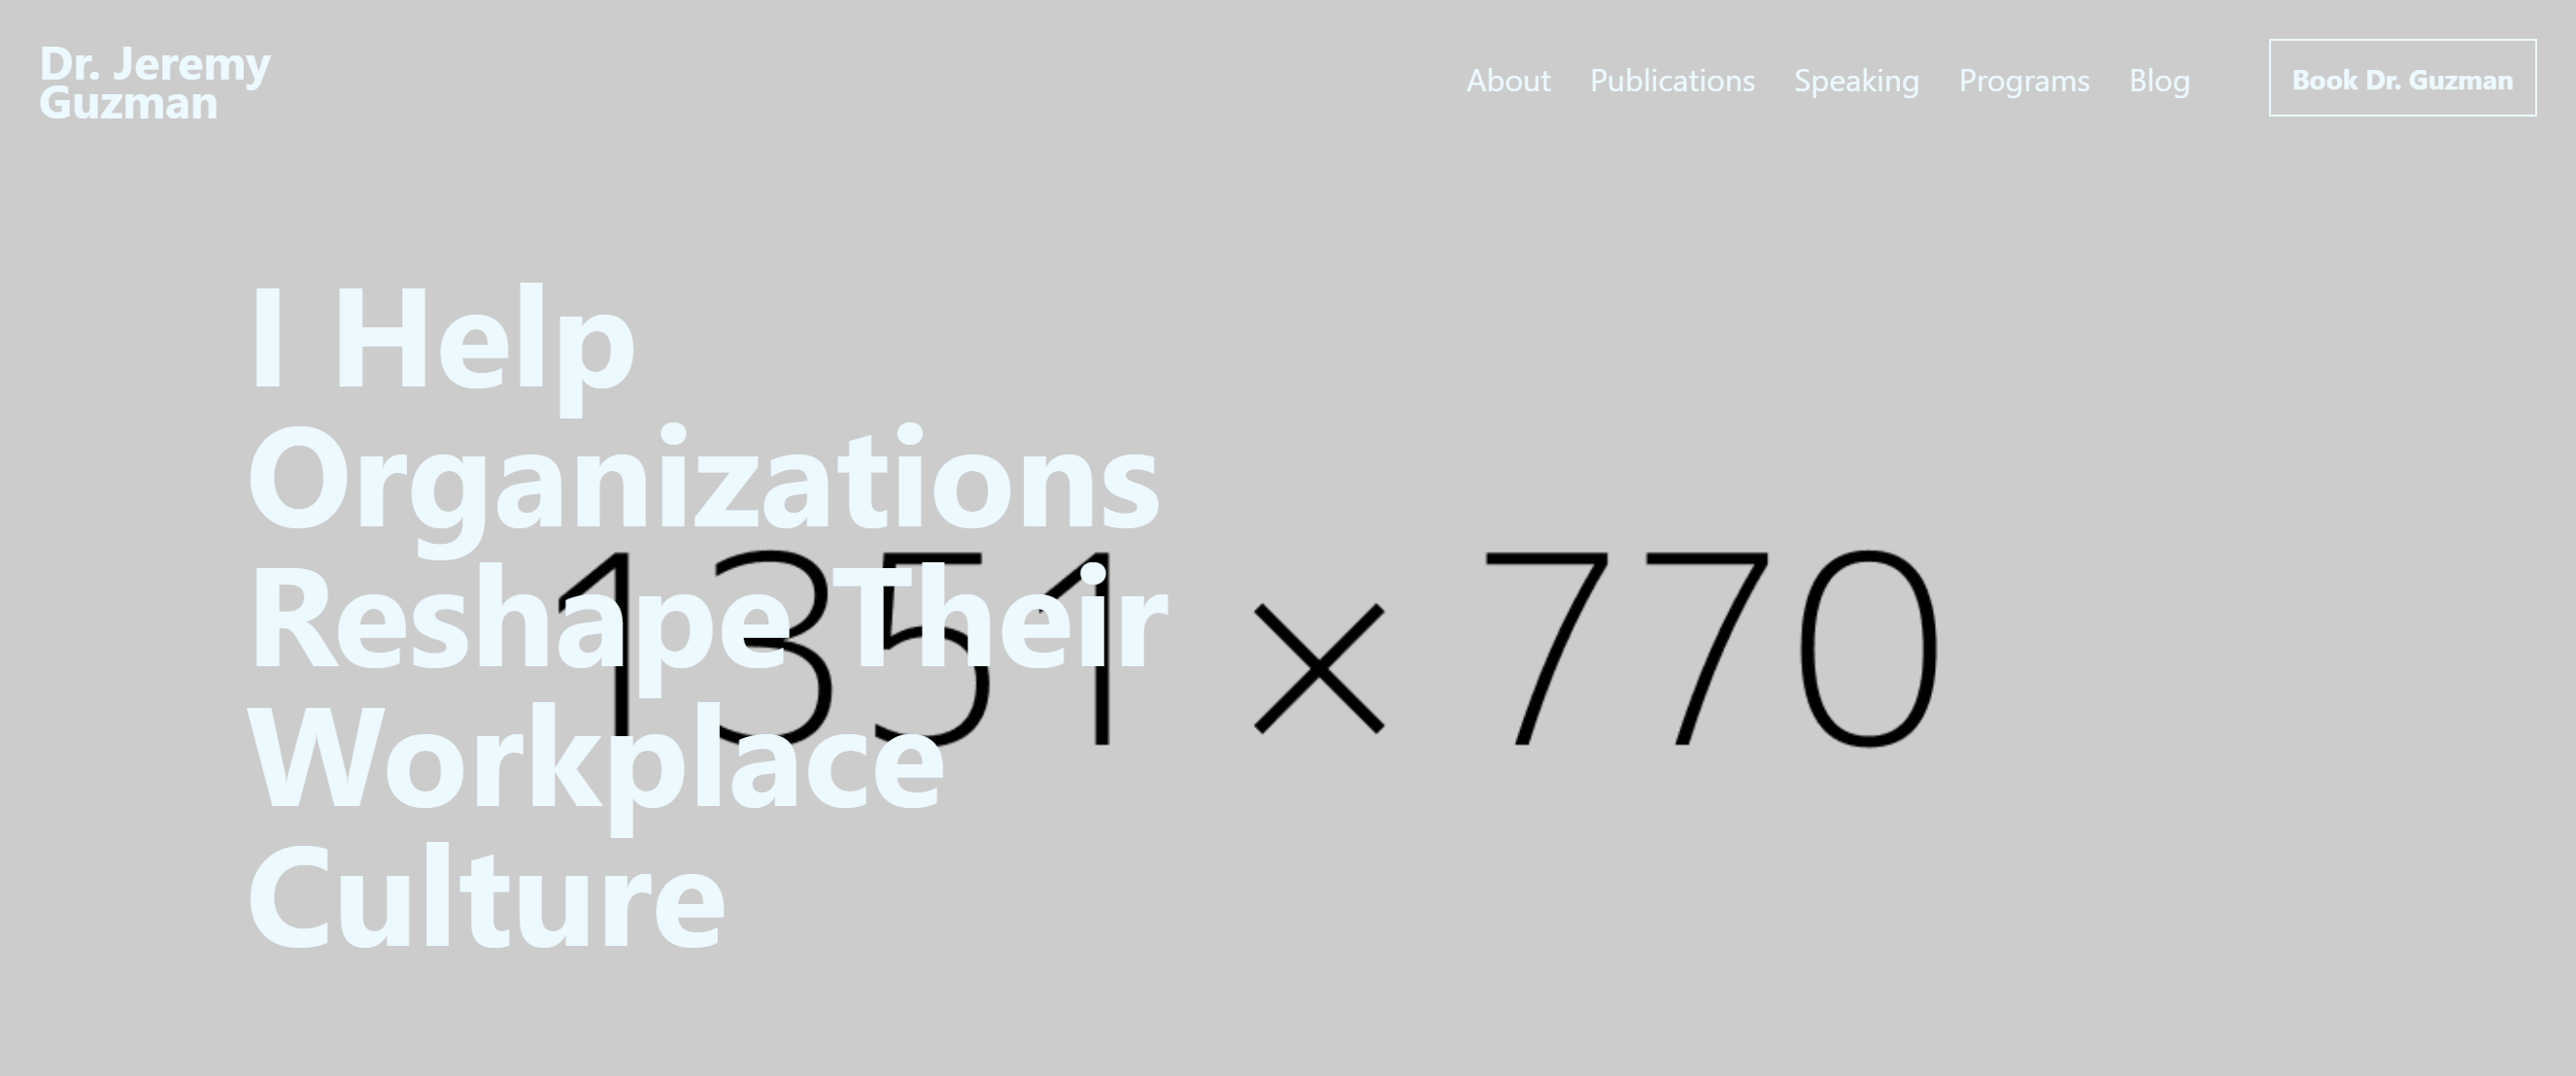 Dr. Jeremy
Guzman
About
Publications
Speaking
Programs
Blog
Book Dr. Guzman
I Help
Organizations
Reshape Their
Workplace
Culture
1351 × 770